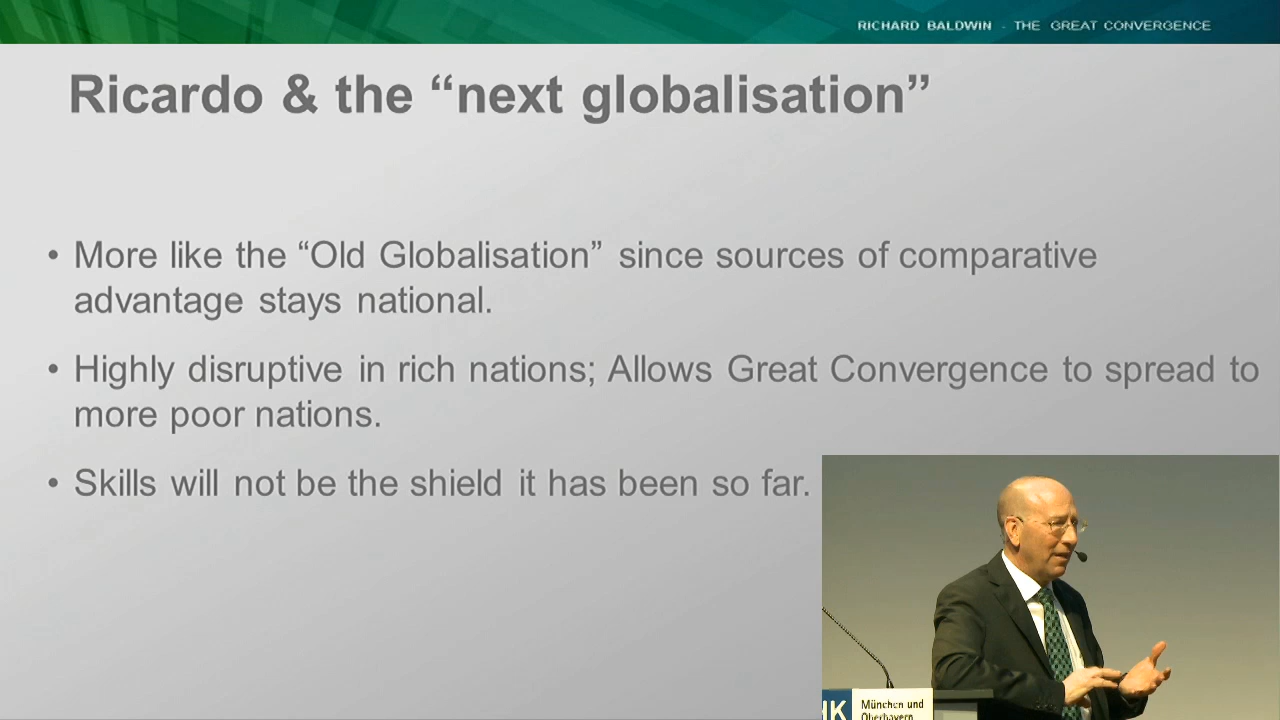 RICHARD BALDWIN - THE GREAT CONVERGENCE
Ricardo & the “next globalisation”
• More like the “Old Globalisation” since sources of comparative
advantage stays national.
• Highly disruptive in rich nations; Allows Great Convergence to spread to
more poor nations.
• Skills will not be the shield it has been so far.
HK
München und
Oberbayern